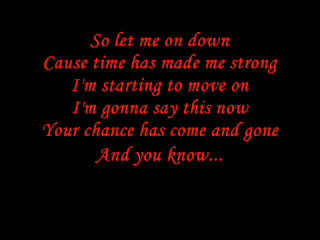 So let me on down
Cause time has made me strong
I'm starting to move on
I'm gonna say this now
Your chance has come and gone
And you know...